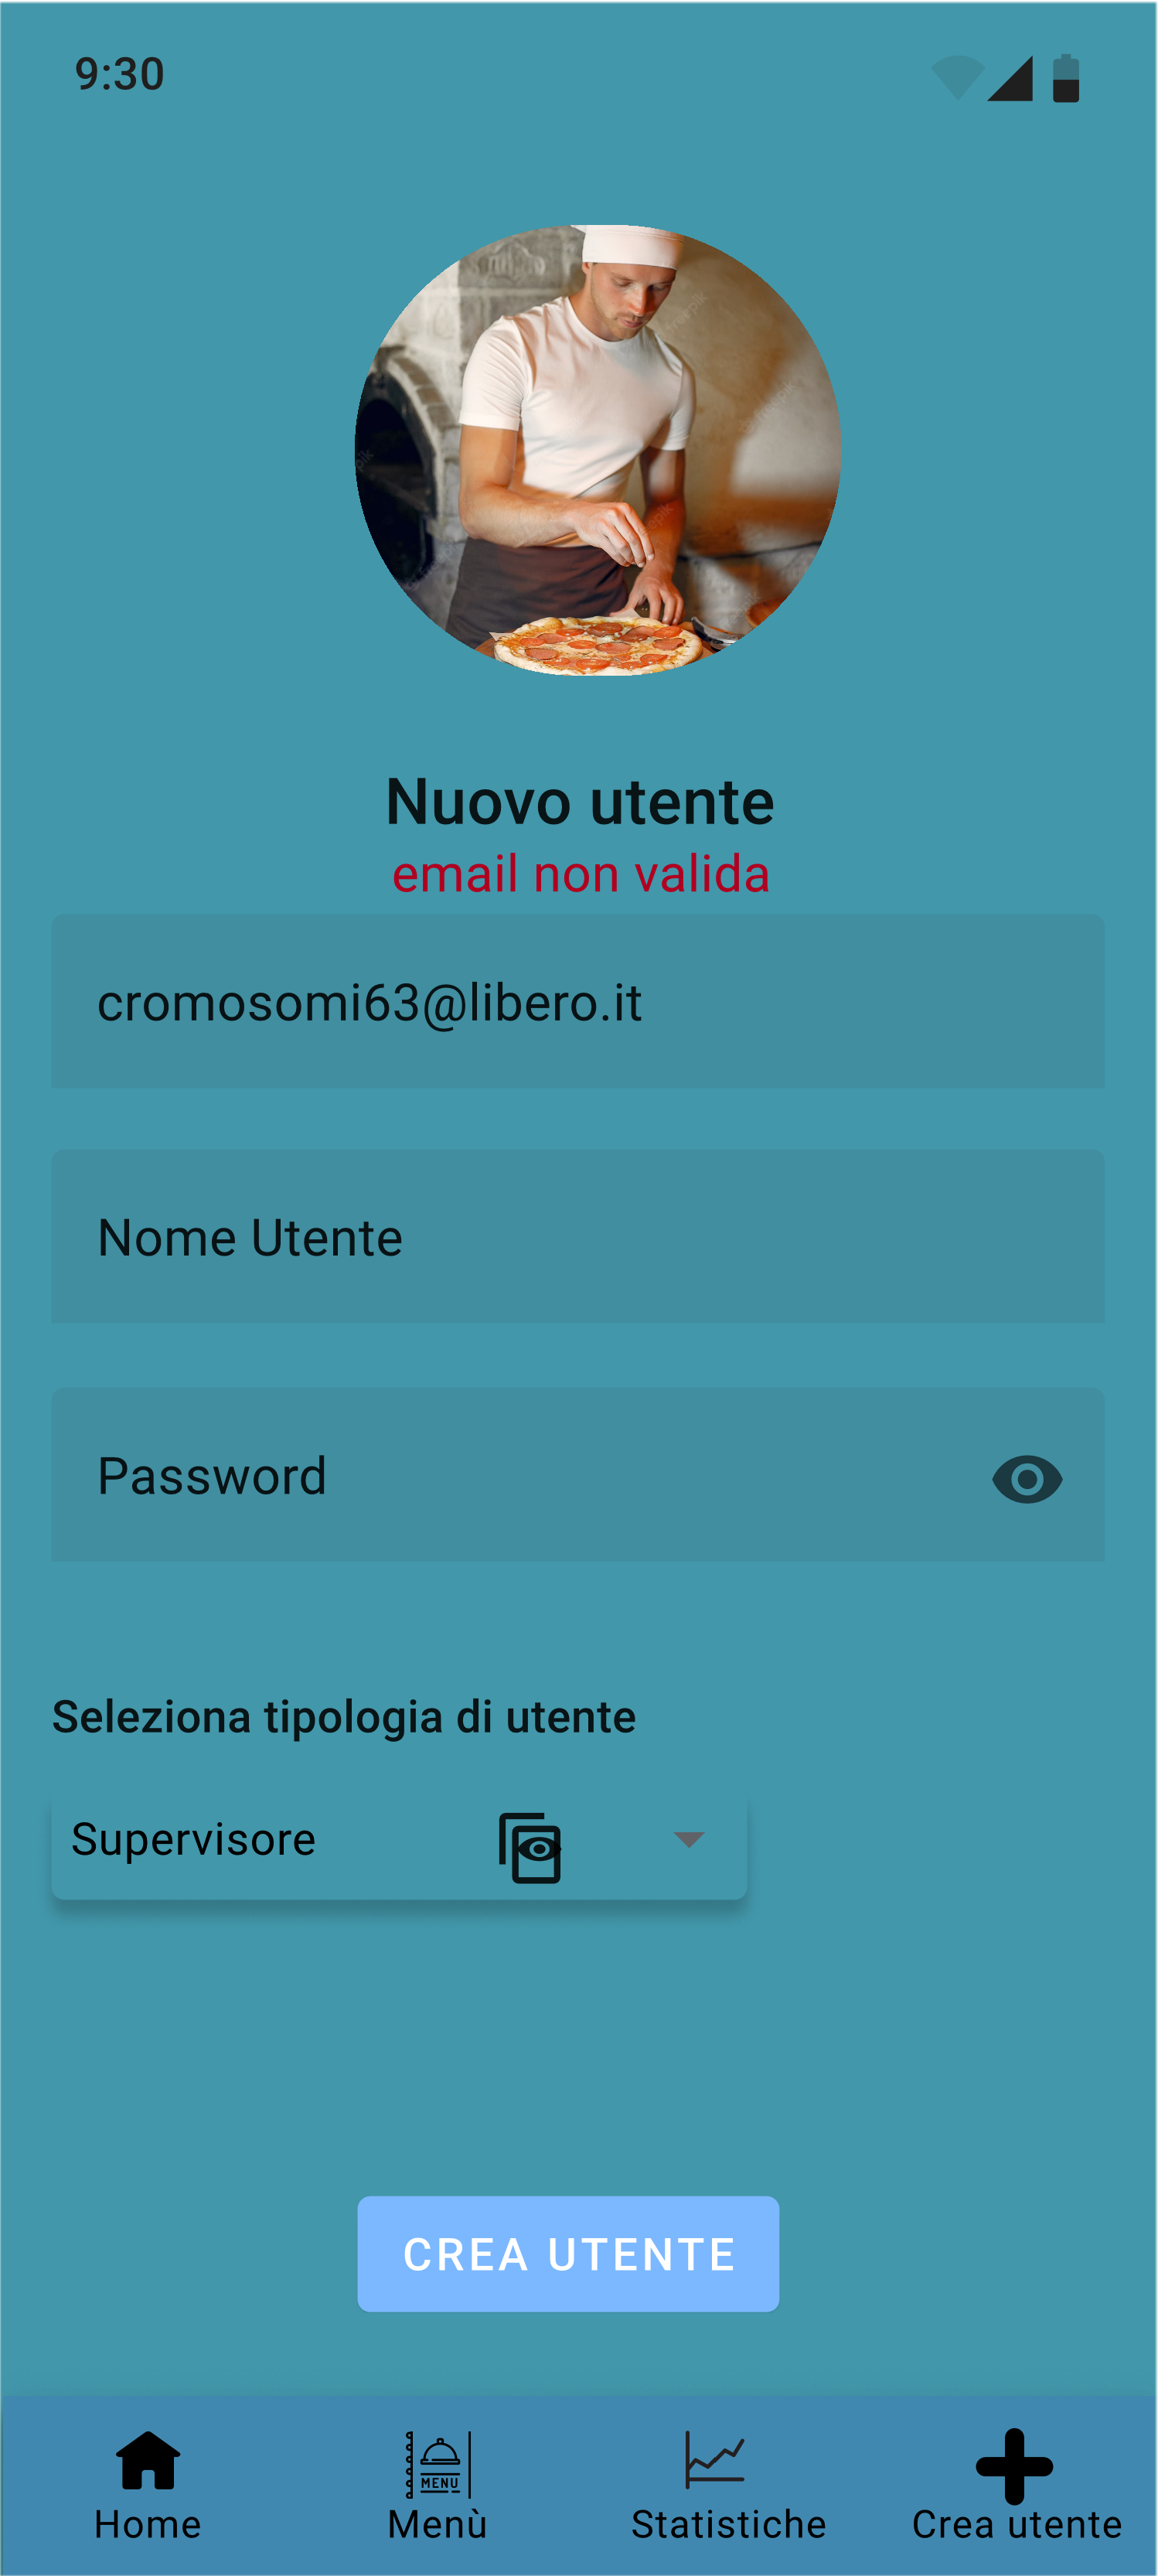 9:30
Nuovo utente
email non valida
cromosomi63@libero.it
Nome Utente
Password
Seleziona tipologia di utente
Supervisore
CREA UTENTE
MENU
Home
Menù
Statistiche
Crea utente